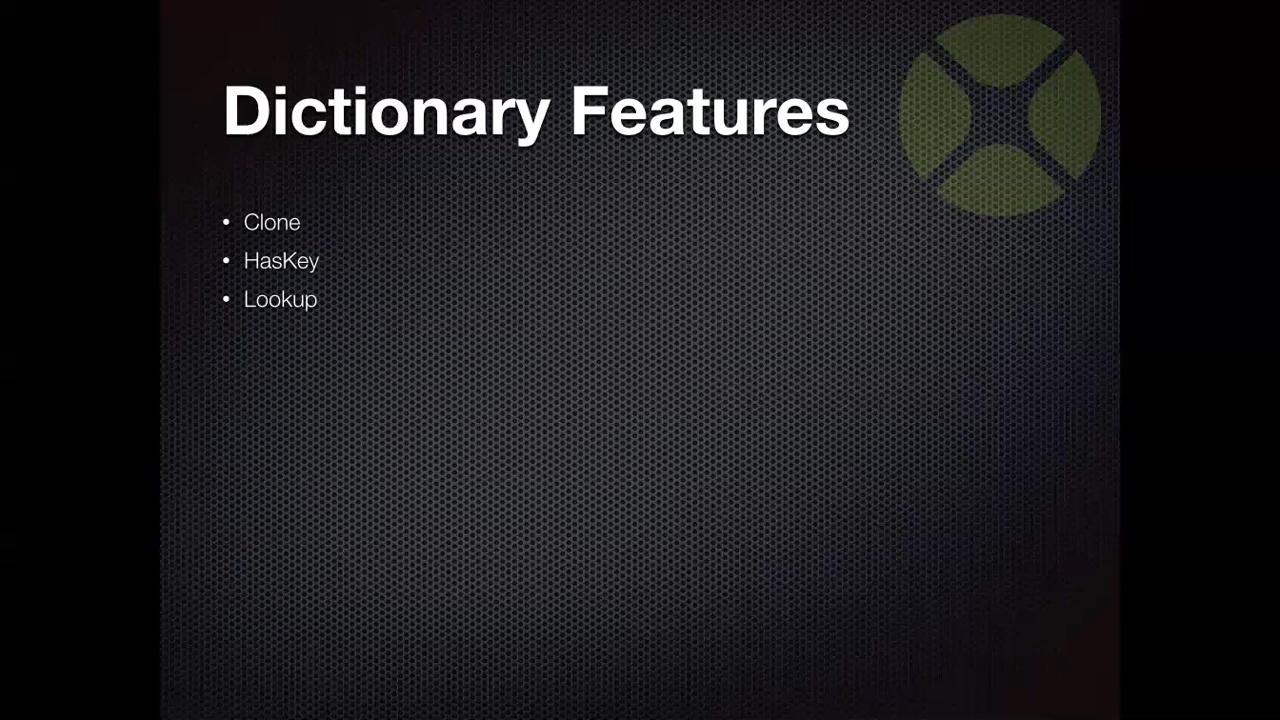 Dictionary Features
• Clone
• HasKey
• Lookup